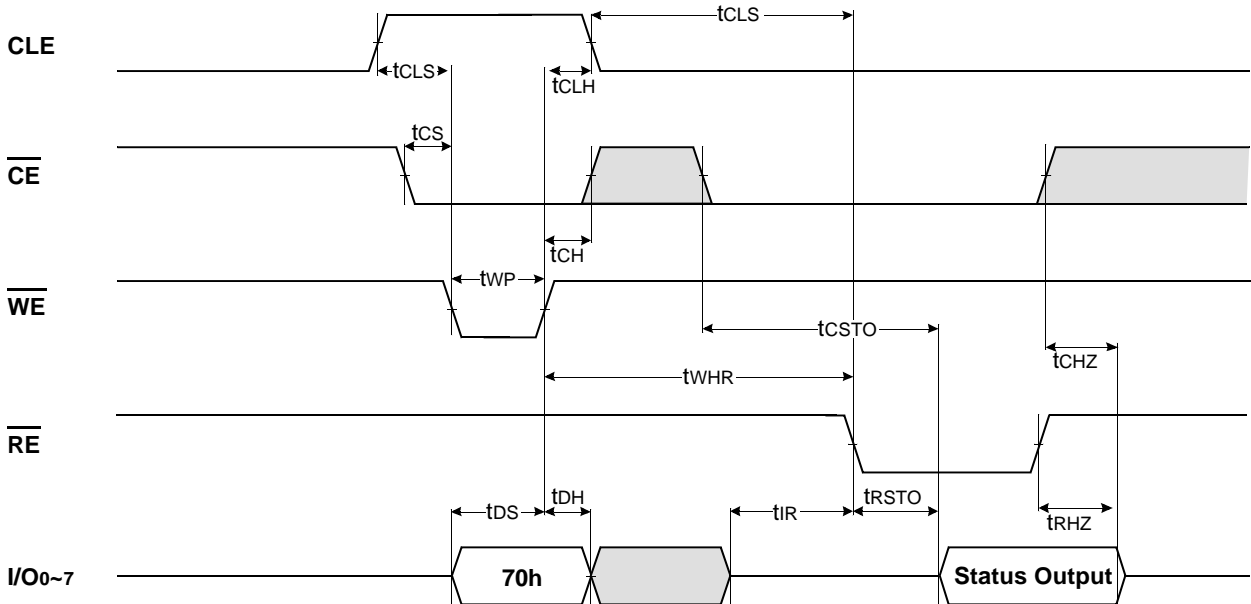 tCLS
CLE
tCLS
tCLH
tCS
CE
tCH
tWP
WE
tCSTO
tCHZ
tWHR
RE
tDH
tDS
tIR
tRSTO
tRHZ
I/O0~7
70h
Status Output